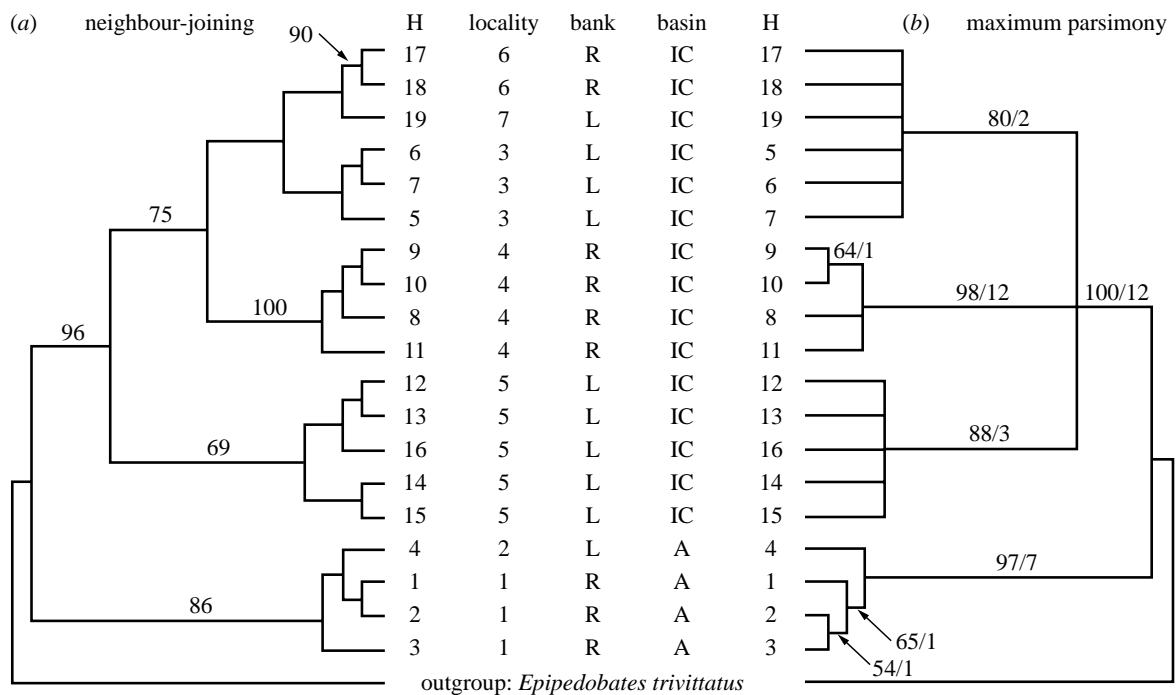 (a) neighbour-joining H locality bank basin H (b) maximum parsimony
90
17 6 R IC 17
18 6 R IC 18
19 7 L IC 19
80/2
6 3 L IC 5
7 3 L IC 6
5 3 L IC 7
75
9 4 R IC 9
64/1
10 4 R IC 10
100
98/12 100/12
8 4 R IC 8
96
11 4 R IC 11
12 5 L IC 12
13 5 L IC 13
69
88/3
16 5 L IC 16
14 5 L IC 14
15 5 L IC 15
4 2 L A 4
97/7
1 1 R A 1
86
2 1 R A 2
65/1
3 1 R A 3
54/1
outgroup: Epipedobates trivittatus